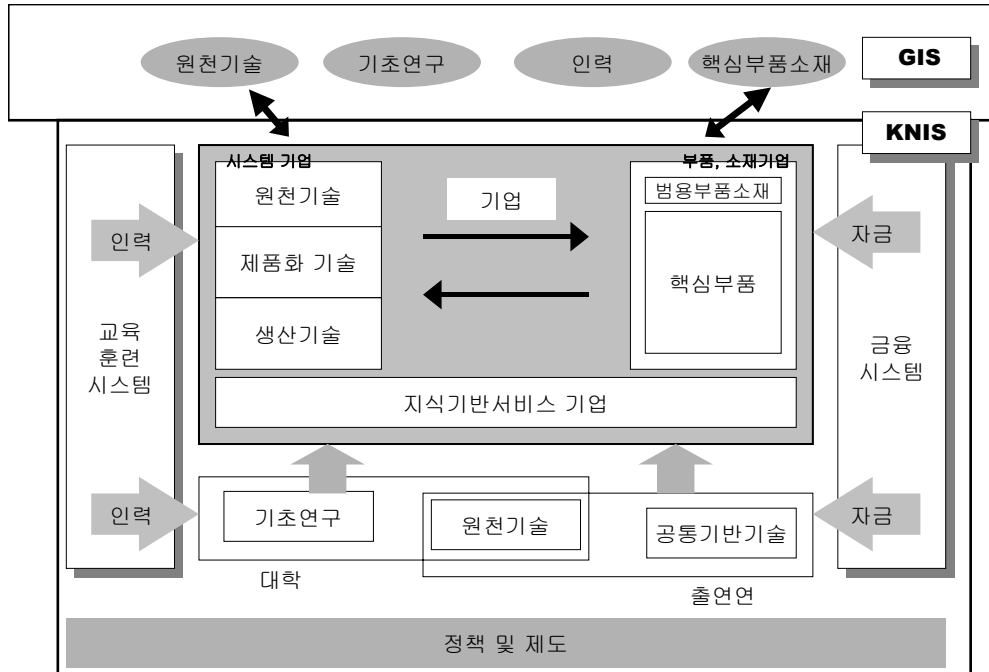 원천기술
기초연구
인력
핵심부품소재
GIS
KNIS
시스템 기업
부품, 소재기업
원천기술
기업
범용부품소재
인력
자금
제품화 기술
핵심부품
생산기술
교육
훈련
시스템
금융
시스템
지식기반서비스 기업
인력
기초연구
원천기술
공통기반기술
자금
대학
출연연
정책 및 제도